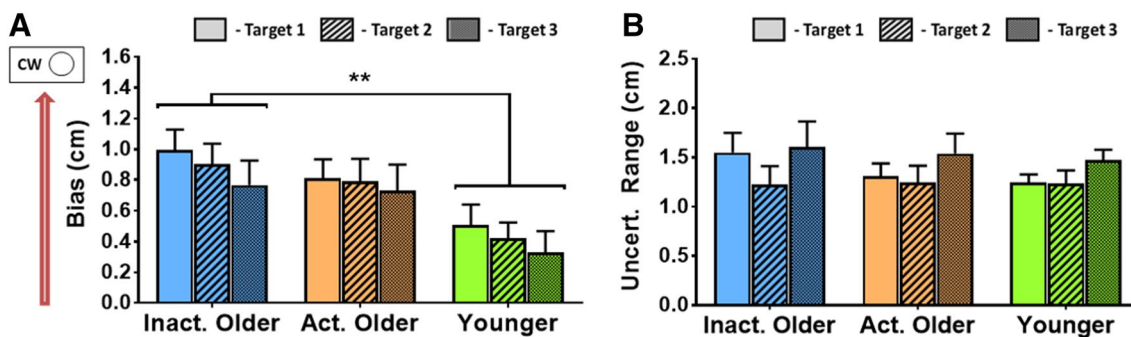 A
- Target 1 - Target 2 - Target 3
CW
Bias (cm)
1.6
1.4
1.2
1.0
0.8
0.6
0.4
0.2
0.0
**
Inact. Older Act. Older Younger
B
- Target 1 - Target 2 - Target 3
Uncert. Range (cm)
2.5
2.0
1.5
1.0
0.5
0.0
Inact. Older Act. Older Younger